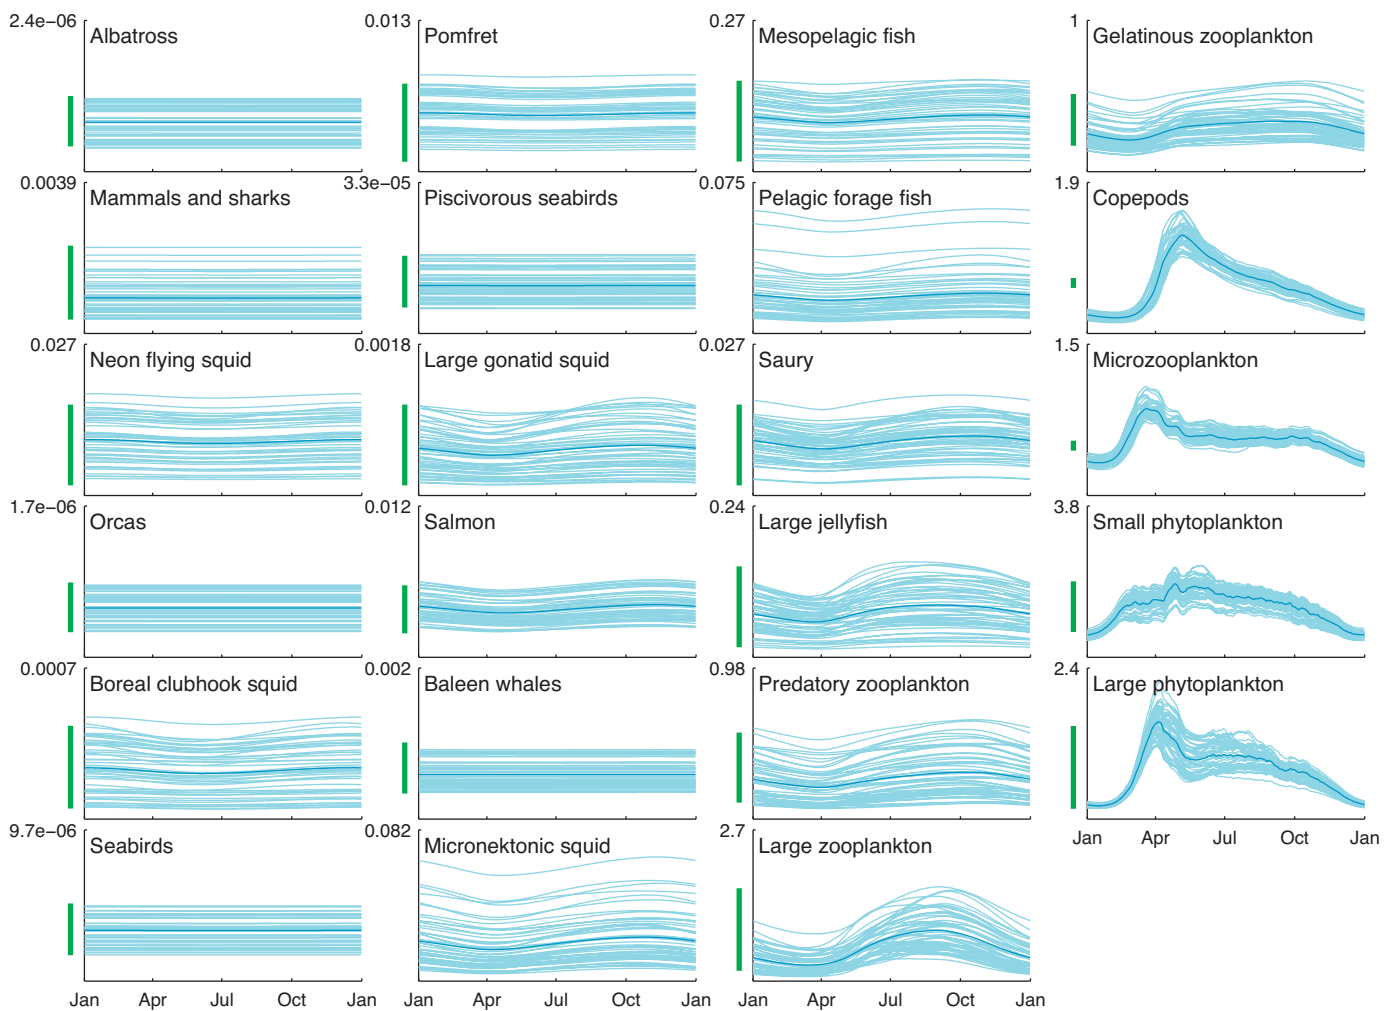 2.4e−06
Albatross
0.013
Pomfret
0.27
Mesopelagic fish
1
Gelatinous zooplankton
0.0039
Mammals and sharks
3.3e−05
Piscivorous seabirds
0.075
Pelagic forage fish
1.9
Copepods
0.027
Neon flying squid
0.0018
Large gonatid squid
0.027
Saury
1.5
Microzooplankton
1.7e−06
Orcas
0.012
Salmon
0.24
Large jellyfish
3.8
Small phytoplankton
0.0007
Boreal clubhook squid
0.002
Baleen whales
0.98
Predatory zooplankton
2.4
Large phytoplankton
Jan Apr Jul Oct Jan
9.7e−06
Seabirds
0.082
Micronektonic squid
2.7
Large zooplankton
Jan Apr Jul Oct Jan
Jan Apr Jul Oct Jan
Jan Apr Jul Oct Jan